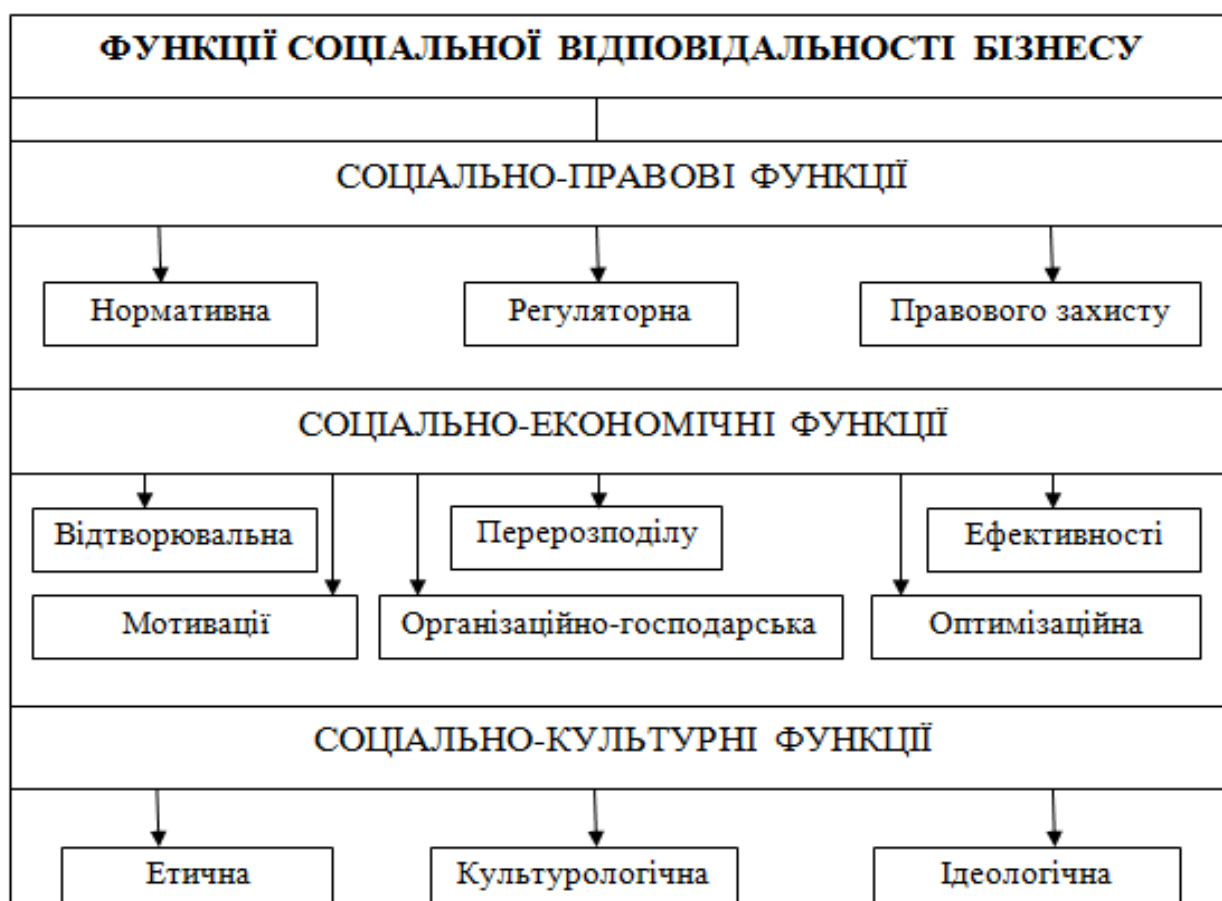 ФУНКЦІЇ СОЦІАЛЬНОЇ ВІДПОВІДАЛЬНОСТІ БІЗНЕСУ
СОЦІАЛЬНО-ПРАВОВІ ФУНКЦІЇ
Нормативна
Регуляторна
Правового захисту
СОЦІАЛЬНО-ЕКОНОМІЧНІ ФУНКЦІЇ
Відтворювальна
Перерозподілу
Ефективності
Мотивації
Організаційно-господарська
Оптимізаційна
СОЦІАЛЬНО-КУЛЬТУРНІ ФУНКЦІЇ
Етична
Культурологічна
Ідеологічна